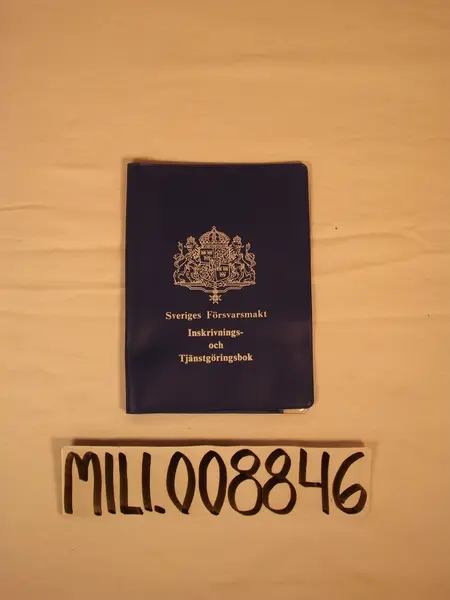 Sveriges Försvarsmakt
Inskrivnings-
och
Tjänstgöringsbok
MILI.008846